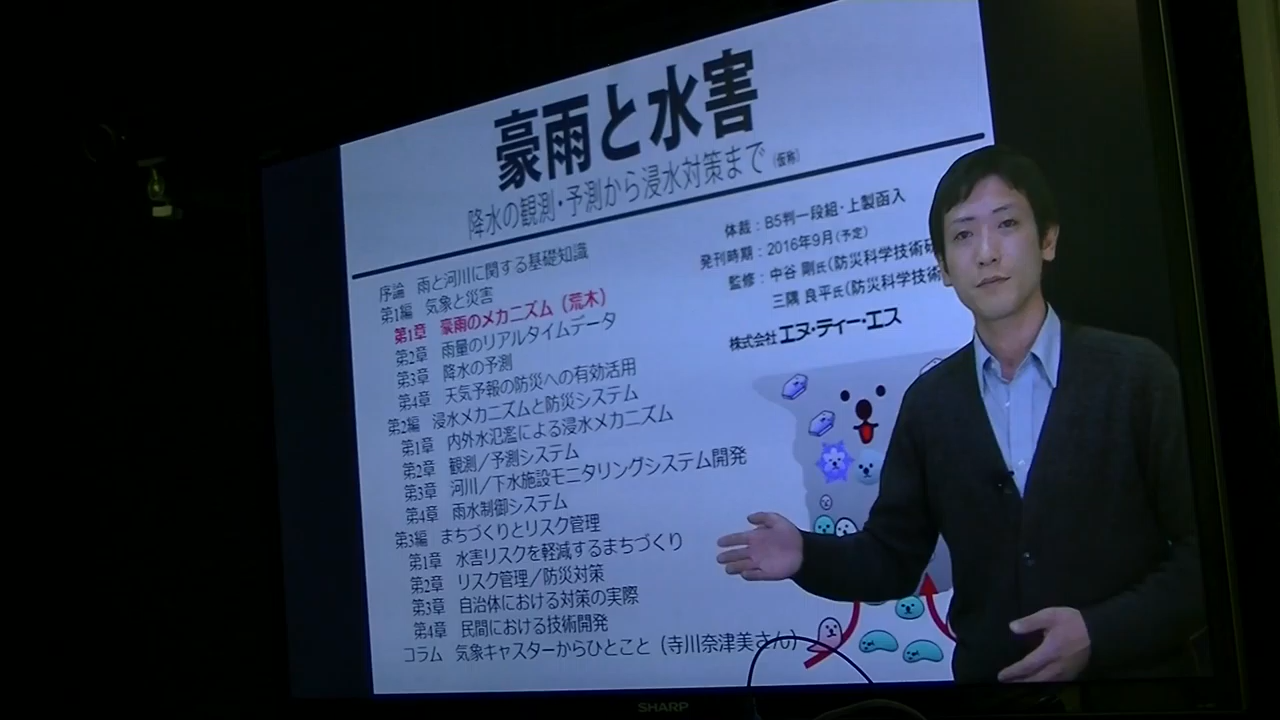 豪雨と水害
降水の観測・予測から浸水対策まで(仮称)
序論 雨と河川に関する基礎知識
第1編 気象と災害
第1章 豪雨のメカニズム(荒木)
第2章 雨量のリアルタイムデータ
第3章 降水の予測
第4章 天気予報の防災への有効活用
第2編 浸水メカニズムと防災システム
第1章 内外水氾濫による浸水メカニズム
第2章 観測/予測システム
第3章 河川/下水施設モニタリングシステム開発
第4章 雨水制御システム
第3編 まちづくりとリスク管理
第1章 水害リスクを軽減するまちづくり
第2章 リスク管理/防災対策
第3章 自治体における対策の実際
第4章 民間における技術開発
コラム 気象キャスターからひとこと(寺川奈津美さん)
体裁:B5判一段組・上製函入
発刊時期:2016年9月(予定)
監修:中谷 剛氏(防災科学技術研
三隅 良平氏(防災科学技術
株式会社エヌ・ティー・エス
SHARP